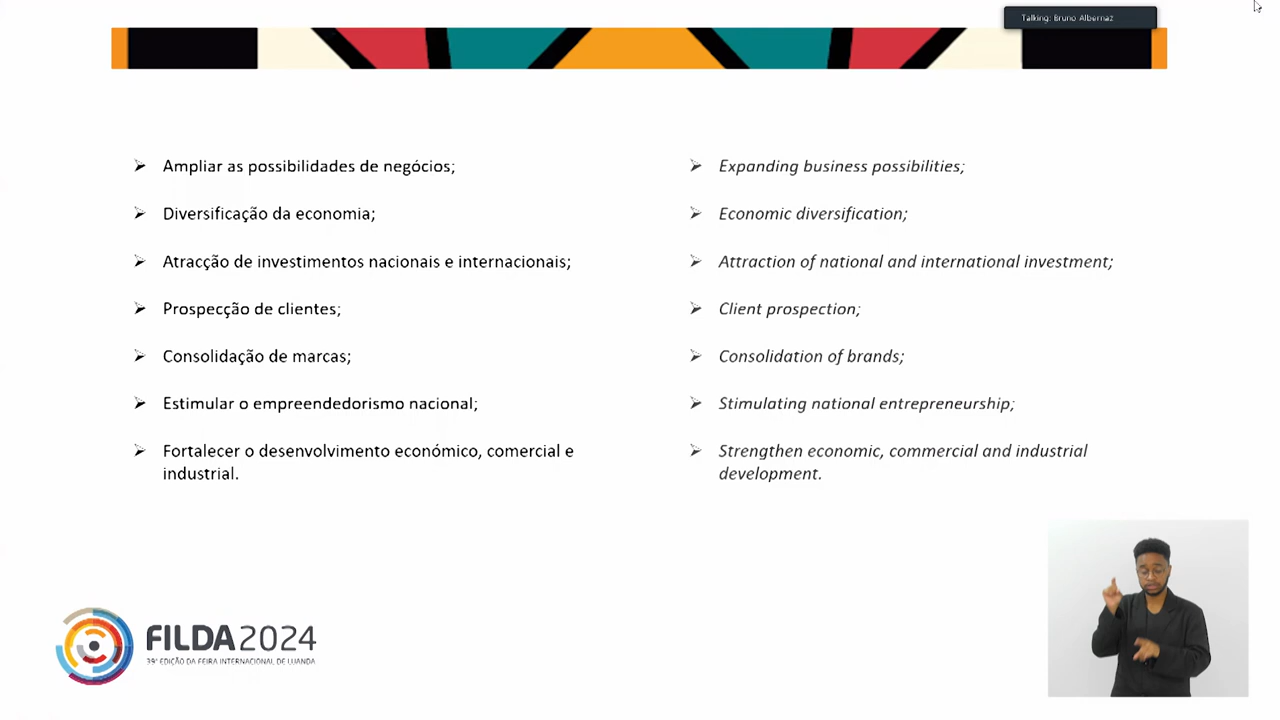 Talking: Bruno Albernaz
Ampliar as possibilidades de negócios;
Diversificação da economia;
Atracção de investimentos nacionais e internacionais;
Prospecção de clientes;
Consolidação de marcas;
Estimular o empreendedorismo nacional;
Fortalecer o desenvolvimento económico, comercial e
industrial.
Expanding business possibilities;
Economic diversification;
Attraction of national and international investment;
Client prospection;
Consolidation of brands;
Stimulating national entrepreneurship;
Strengthen economic, commercial and industrial
development.
FILDA 2024
39ª EDIÇÃO DA FEIRA INTERNACIONAL DE LUANDA